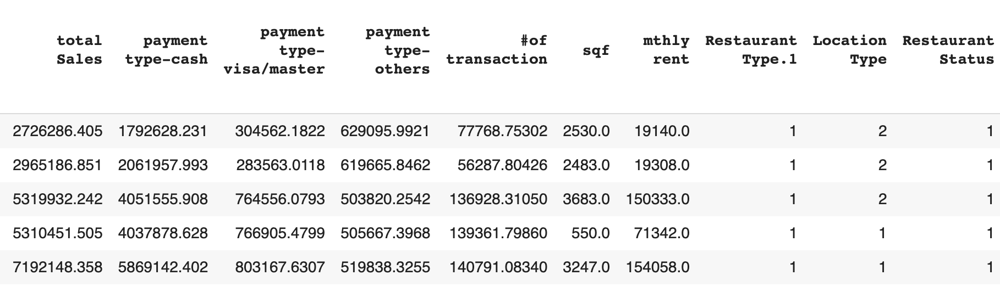 total Sales payment type-cash payment type-visa/master payment type-others #of transaction sqf mthly rent Restaurant Type.1 Location Type Restaurant Status
2726286.405 1792628.231 304562.1822 629095.9921 77768.75302 2530.0 19140.0 1 2 1
2965186.851 2061957.993 283563.0118 619665.8462 56287.80426 2483.0 19308.0 1 2 1
5319932.242 4051555.908 764556.0793 503820.2542 136928.31050 3683.0 150333.0 1 2 1
5310451.505 4037878.628 766905.4799 505667.3968 139361.79860 550.0 71342.0 1 1 1
7192148.358 5869142.402 803167.6307 519838.3255 140791.08340 3247.0 154058.0 1 1 1